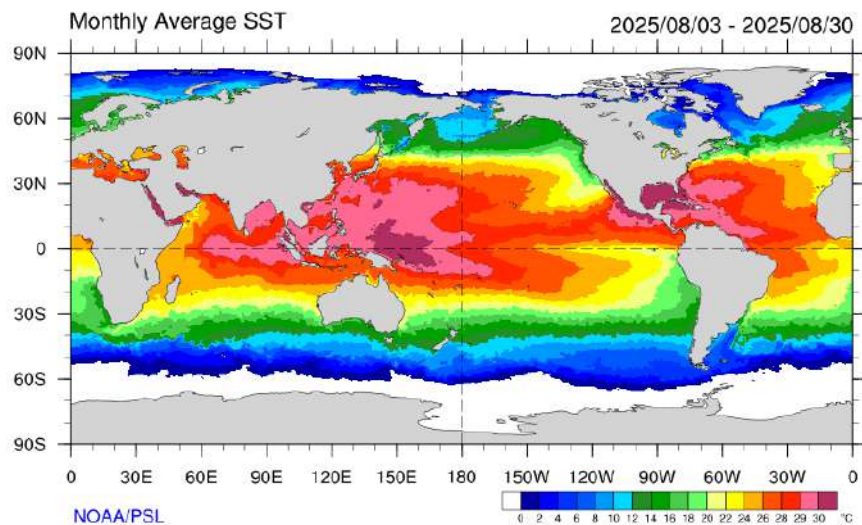 Monthly Average SST 2025/08/03 - 2025/08/30
90N
60N
30N
0
30S
60S
90S
0 30E 60E 90E 120E 150E 180 150W 120W 90W 60W 30W 0
0 2 4 6 8 10 12 14 16 18 20 22 24 26 28 29 30 °C
NOAA/PSL